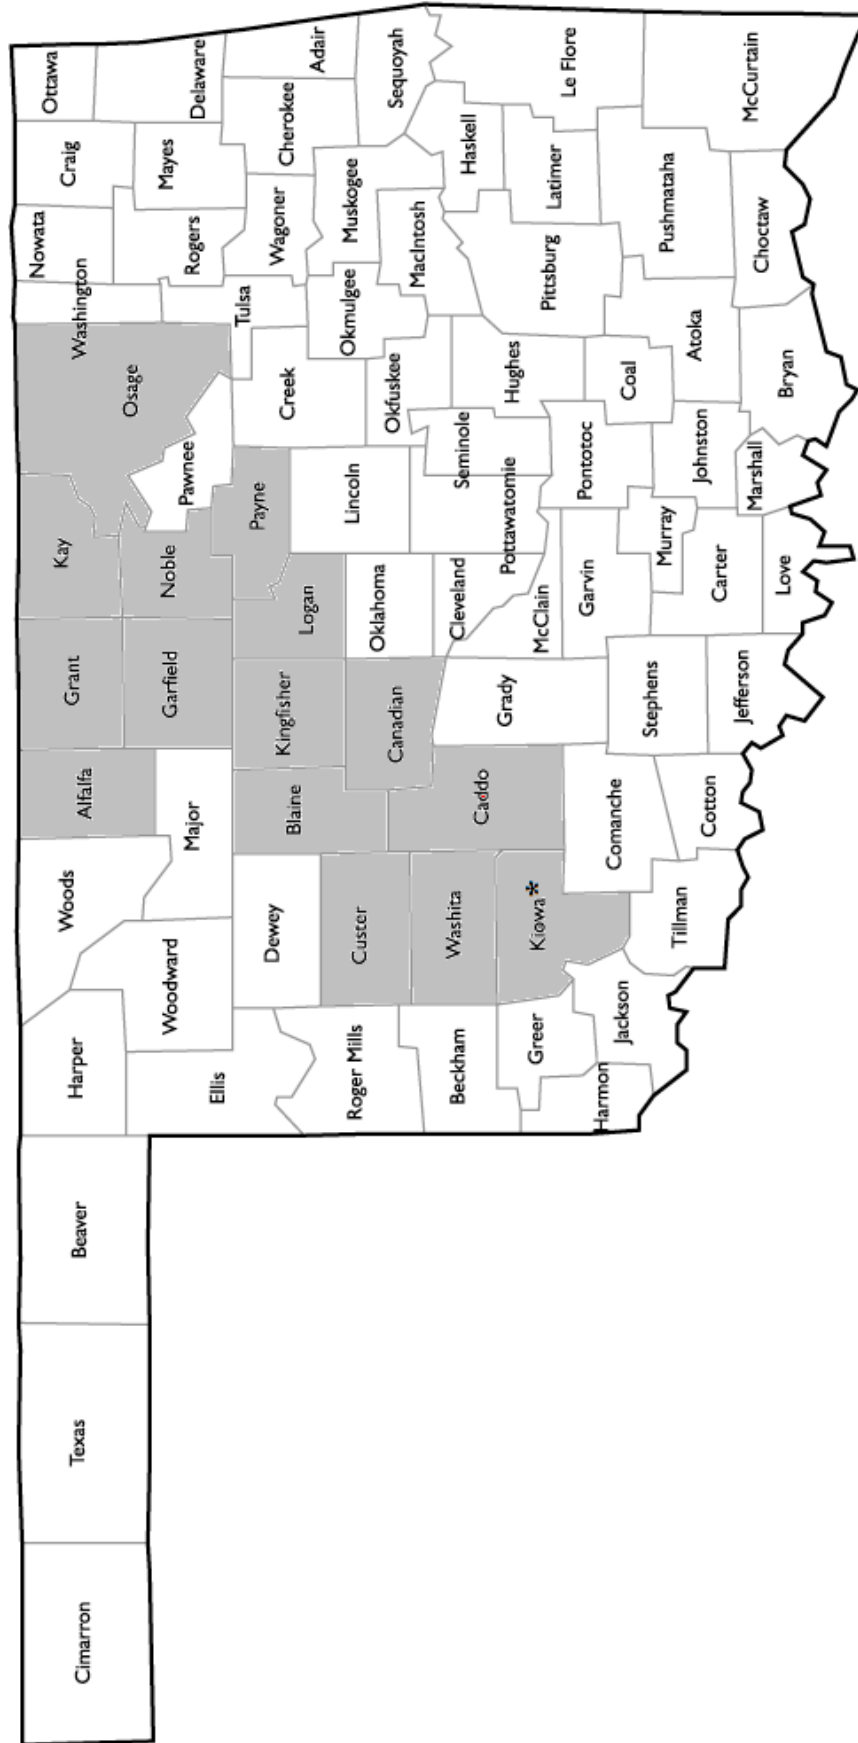 Cimarron
Texas
Beaver
Harper
Woods
Alfalfa
Grant
Kay
Osage
Washington
Nowata
Craig
Ottawa
Ellis
Woodward
Major
Garfield
Noble
Pawnee
Rogers
Mayes
Delaware
Dewey
Blaine
Kingfisher
Logan
Payne
Creek
Tulsa
Wagoner
Cherokee
Adair
Roger Mills
Custer
Canadian
Oklahoma
Lincoln
Okfuskee
Okmulgee
Muskogee
Sequoyah
Beckham
Washita
Caddo
Cleveland
Pottawatomie
Seminole
Hughes
MacIntosh
Haskell
Greer
Kiowa*
Grady
McClain
Garvin
Pontotoc
Coal
Pittsburg
Latimer
Le Flore
Harmon
Jackson
Tillman
Comanche
Stephens
Murray
Johnston
Atoka
Pushmataha
McCurtain
Cotton
Jefferson
Carter
Love
Marshall
Bryan
Choctaw